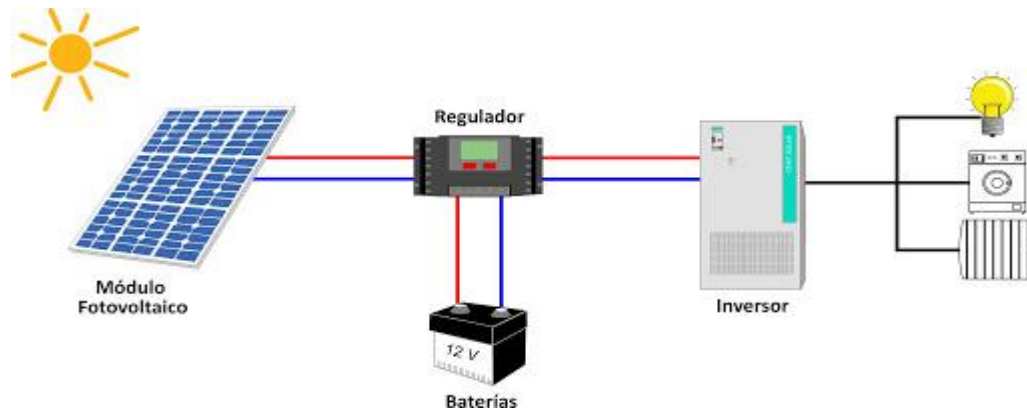 Regulador
Módulo
Fotovoltaico
Inversor
12 V
Baterías